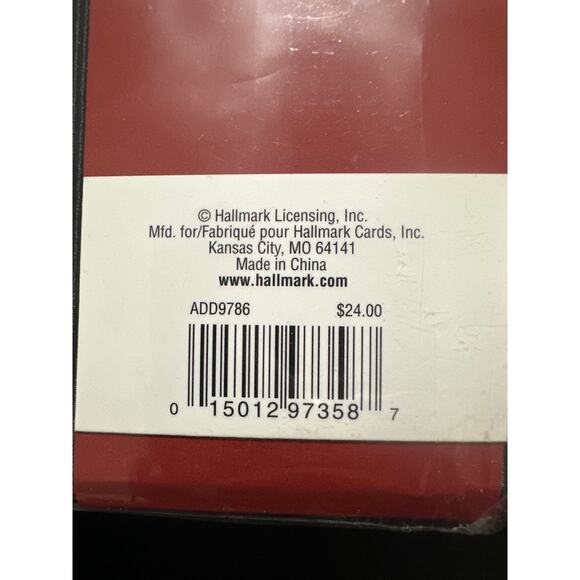 © Hallmark Licensing, Inc.
Mfd. for/Fabriqué pour Hallmark Cards, Inc.
Kansas City, MO 64141
Made in China
www.hallmark.com
ADD9786 $24.00
0 15012 97358 7